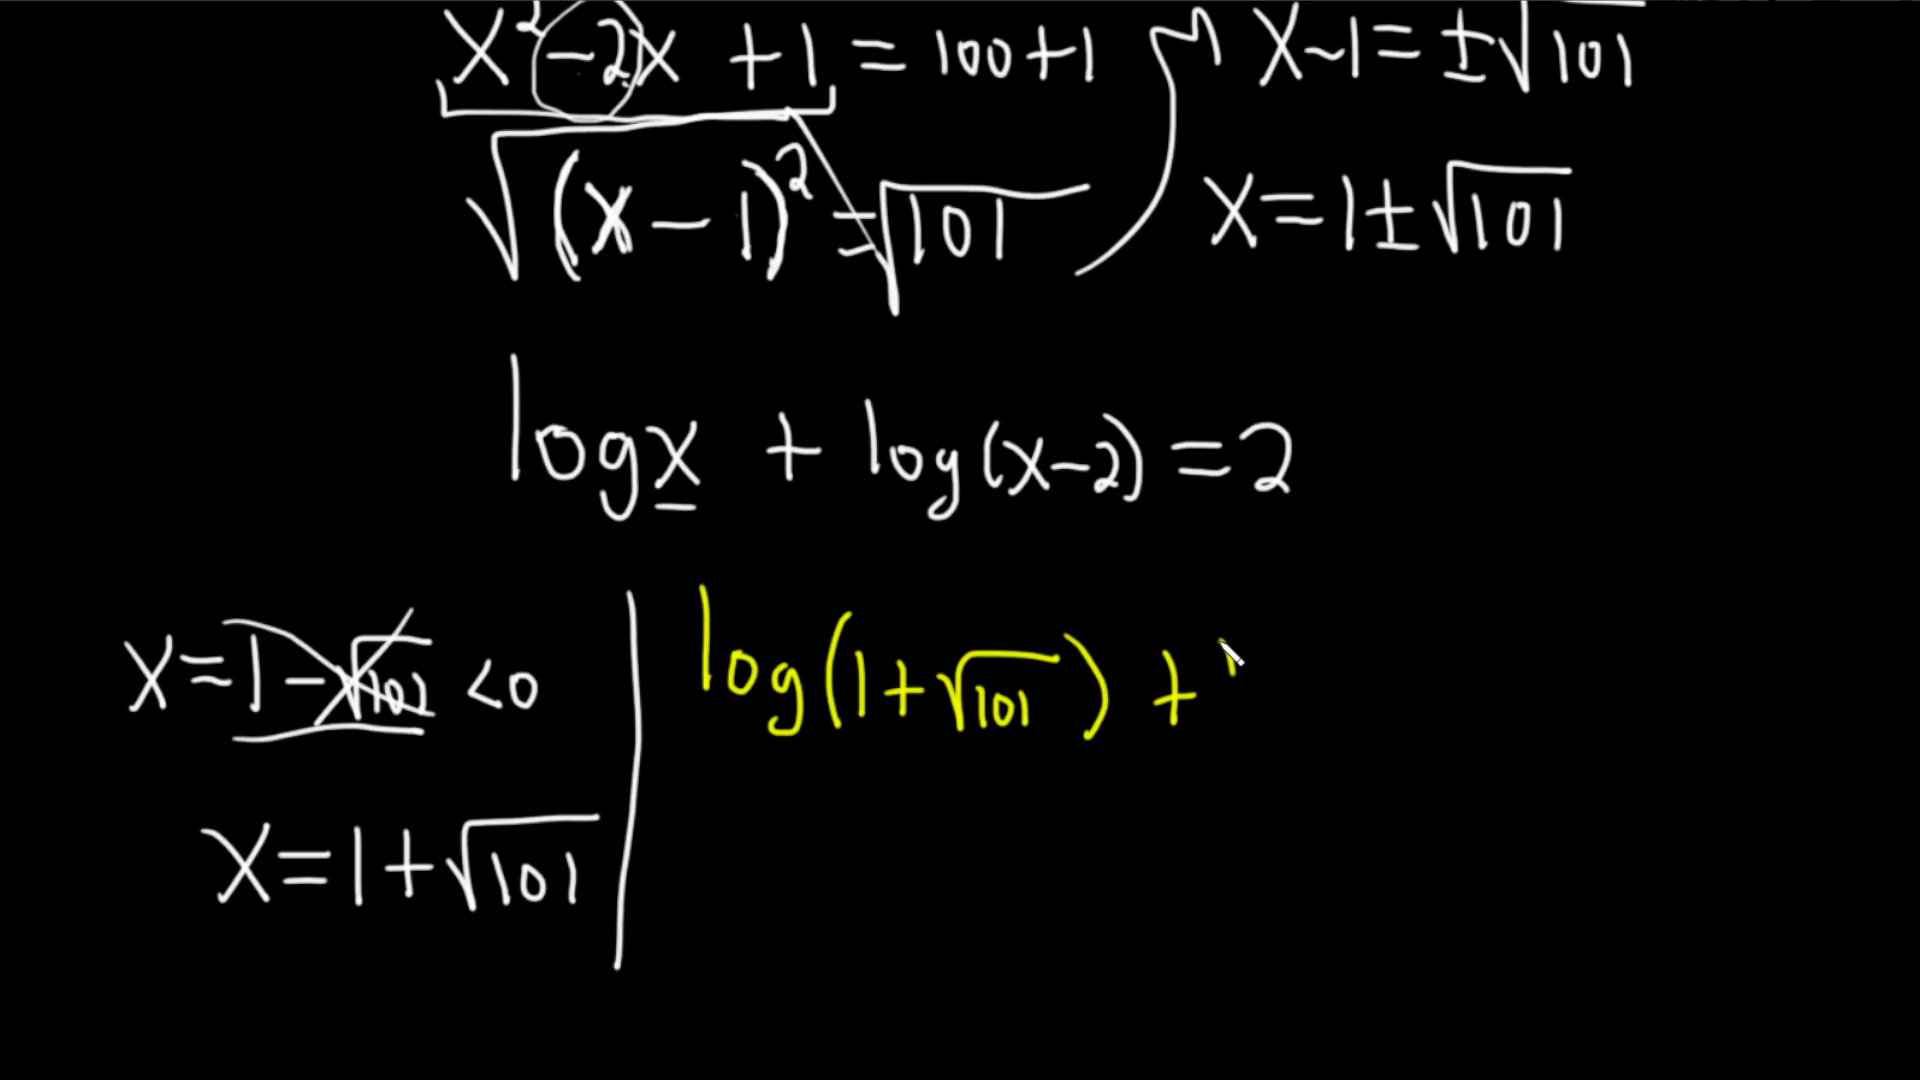 x² -2x + 1 = 100 + 1
√(x - 1)² = √101
x - 1 = ± √101
x = 1 ± √101
log x + log (x-2) = 2
x = 1 - √101 < 0
x = 1 + √101
log (1 + √101) +